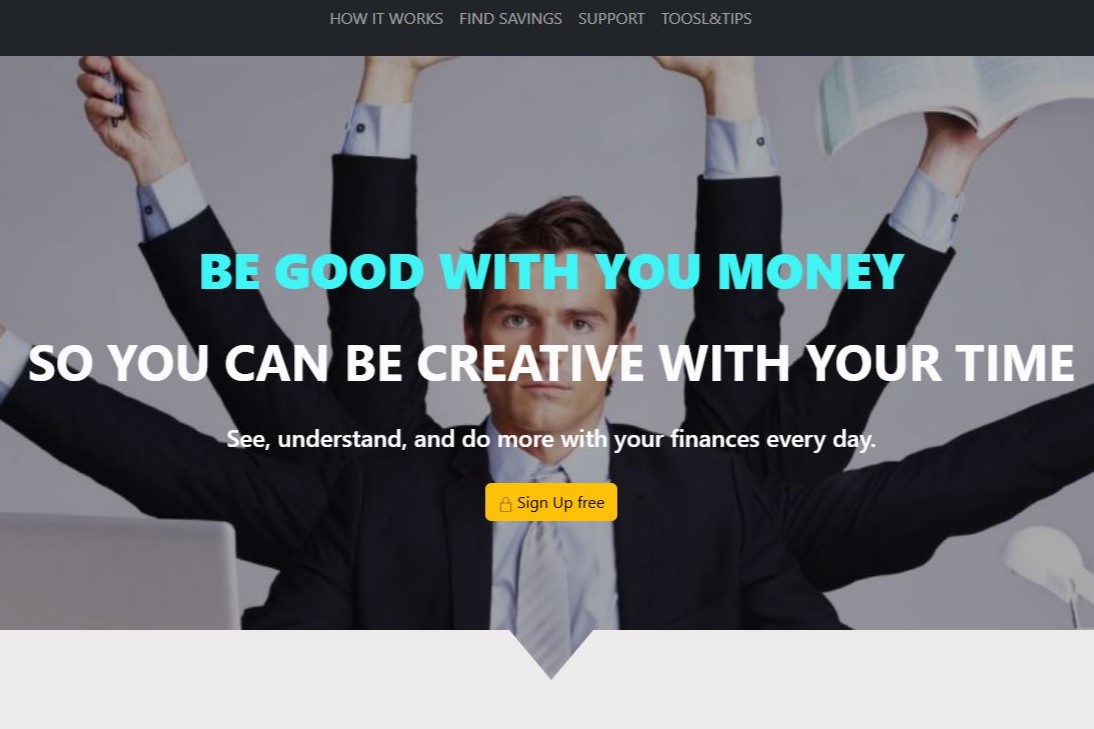 HOW IT WORKS FIND SAVINGS SUPPORT TOOSL&TIPS
BE GOOD WITH YOU MONEY
SO YOU CAN BE CREATIVE WITH YOUR TIME
See, understand, and do more with your finances every day.
Sign Up free